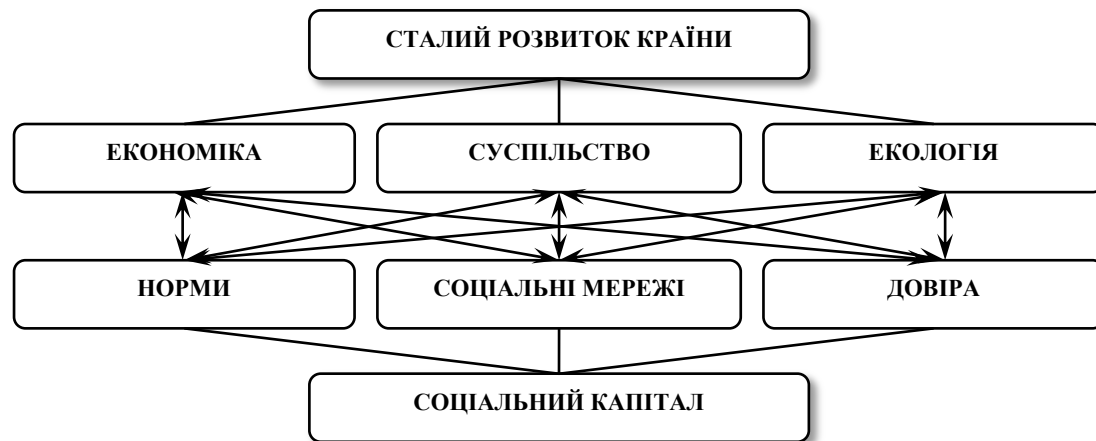 СТАЛИЙ РОЗВИТОК КРАЇНИ
ЕКОНОМІКА
СУСПІЛЬСТВО
ЕКОЛОГІЯ
НОРМИ
СОЦІАЛЬНІ МЕРЕЖІ
ДОВІРА
СОЦІАЛЬНИЙ КАПІТАЛ